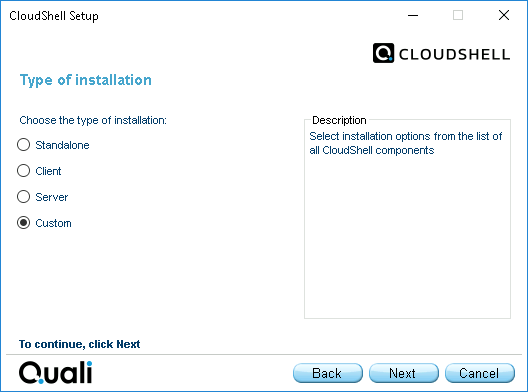 CloudShell Setup
CLOUDSHELL
Type of installation
Choose the type of installation:
Standalone
Client
Server
Custom
Description
Select installation options from the list of
all CloudShell components
To continue, click Next
Quali
Back
Next
Cancel